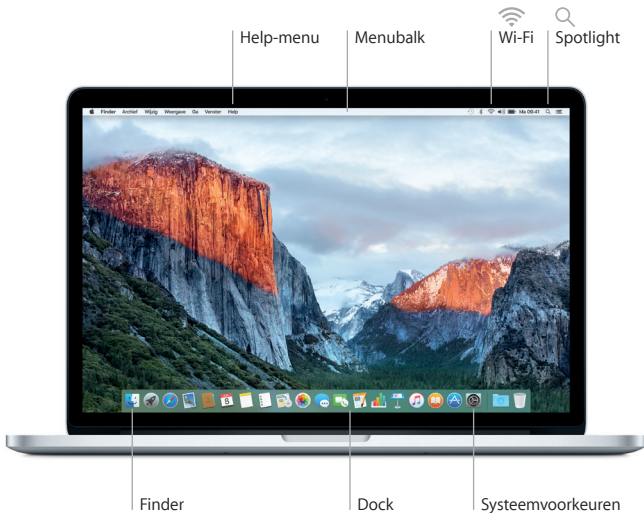 Help-menu Menubalk Wi-Fi Spotlight
Finder Archief Wijzig Weergave Ga Venster Help Ma 09:41
8
Finder Dock Systeemvoorkeuren